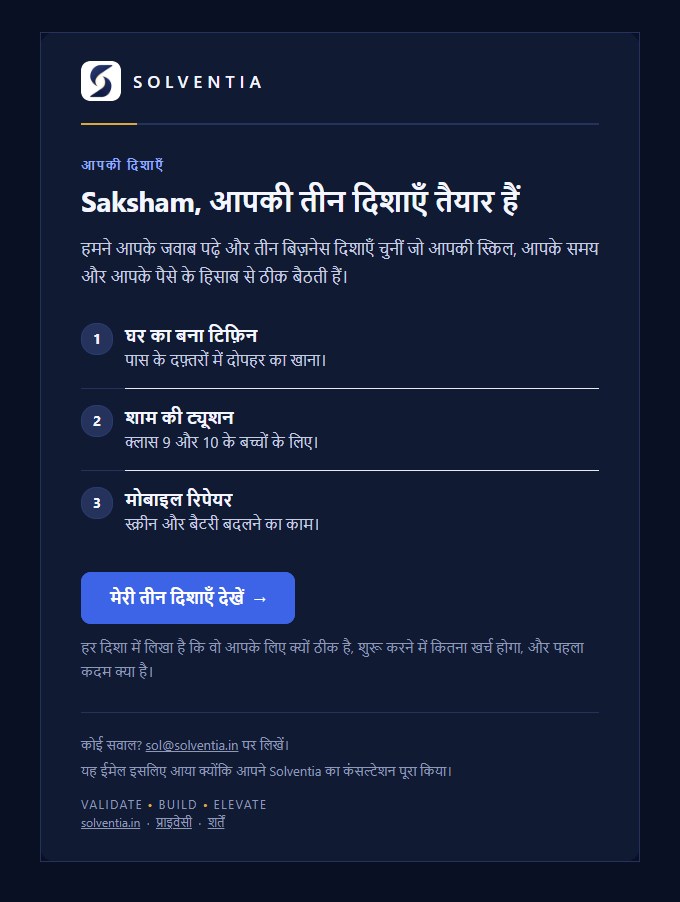 SOLVENTIA
आपकी दिशाएँ
Saksham, आपकी तीन दिशाएँ तैयार हैं
हमने आपके जवाब पढ़े और तीन बिज़नेस दिशाएँ चुनीं जो आपकी स्किल, आपके समय
और आपके पैसे के हिसाब से ठीक बैठती हैं।
1 घर का बना टिफ़िन
पास के दफ़्तरों में दोपहर का खाना।
2 शाम की ट्यूशन
क्लास 9 और 10 के बच्चों के लिए।
3 मोबाइल रिपेयर
स्क्रीन और बैटरी बदलने का काम।
मेरी तीन दिशाएँ देखें →
हर दिशा में लिखा है कि वो आपके लिए क्यों ठीक है, शुरू करने में कितना खर्च होगा, और पहला
कदम क्या है।
कोई सवाल? sol@solventia.in पर लिखें।
यह ईमेल इसलिए आया क्योंकि आपने Solventia का कंसल्टेशन पूरा किया।
VALIDATE • BUILD • ELEVATE
solventia.in · प्राइवेसी · शर्तें